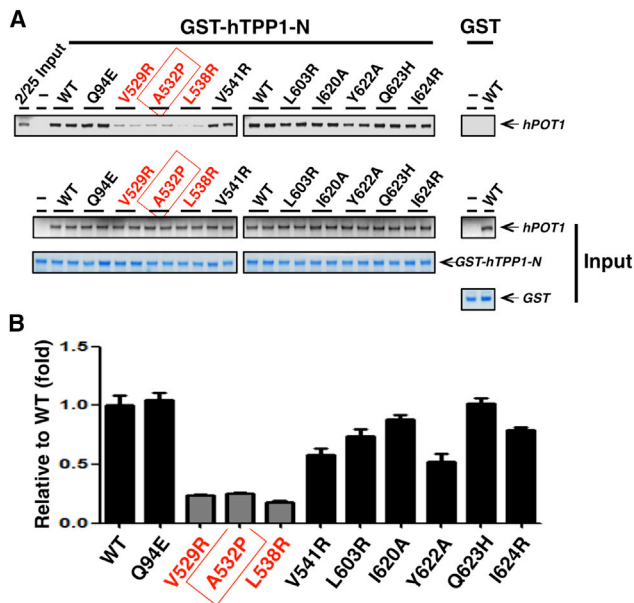 A
GST-hTPP1-N
GST
2/25 Input
–
WT
Q94E
V529R
A532P
L538R
V541R
WT
L603R
I620A
Y622A
Q623H
I624R
–
WT
hPOT1
–
WT
Q94E
V529R
A532P
L538R
V541R
WT
L603R
I620A
Y622A
Q623H
I624R
–
WT
hPOT1
GST-hTPP1-N
Input
GST
B
Relative to WT (fold)
1.5
1.0
0.5
0.0
WT
Q94E
V529R
A532P
L538R
V541R
L603R
I620A
Y622A
Q623H
I624R